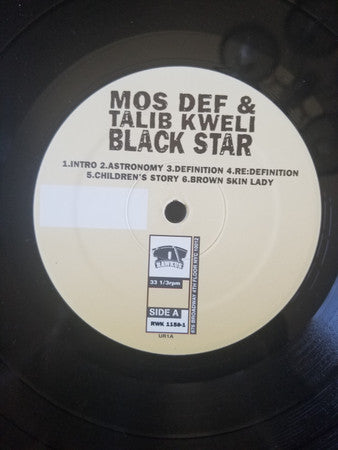 MOS DEF &
TALIB KWELI
BLACK STAR
1.INTRO 2.ASTRONOMY 3.DEFINITION 4.RE:DEFINITION
5.CHILDREN'S STORY 6.BROWN SKIN LADY
RAWKUS
33 1/3rpm
SIDE A
RWK 1158-1
UR1A